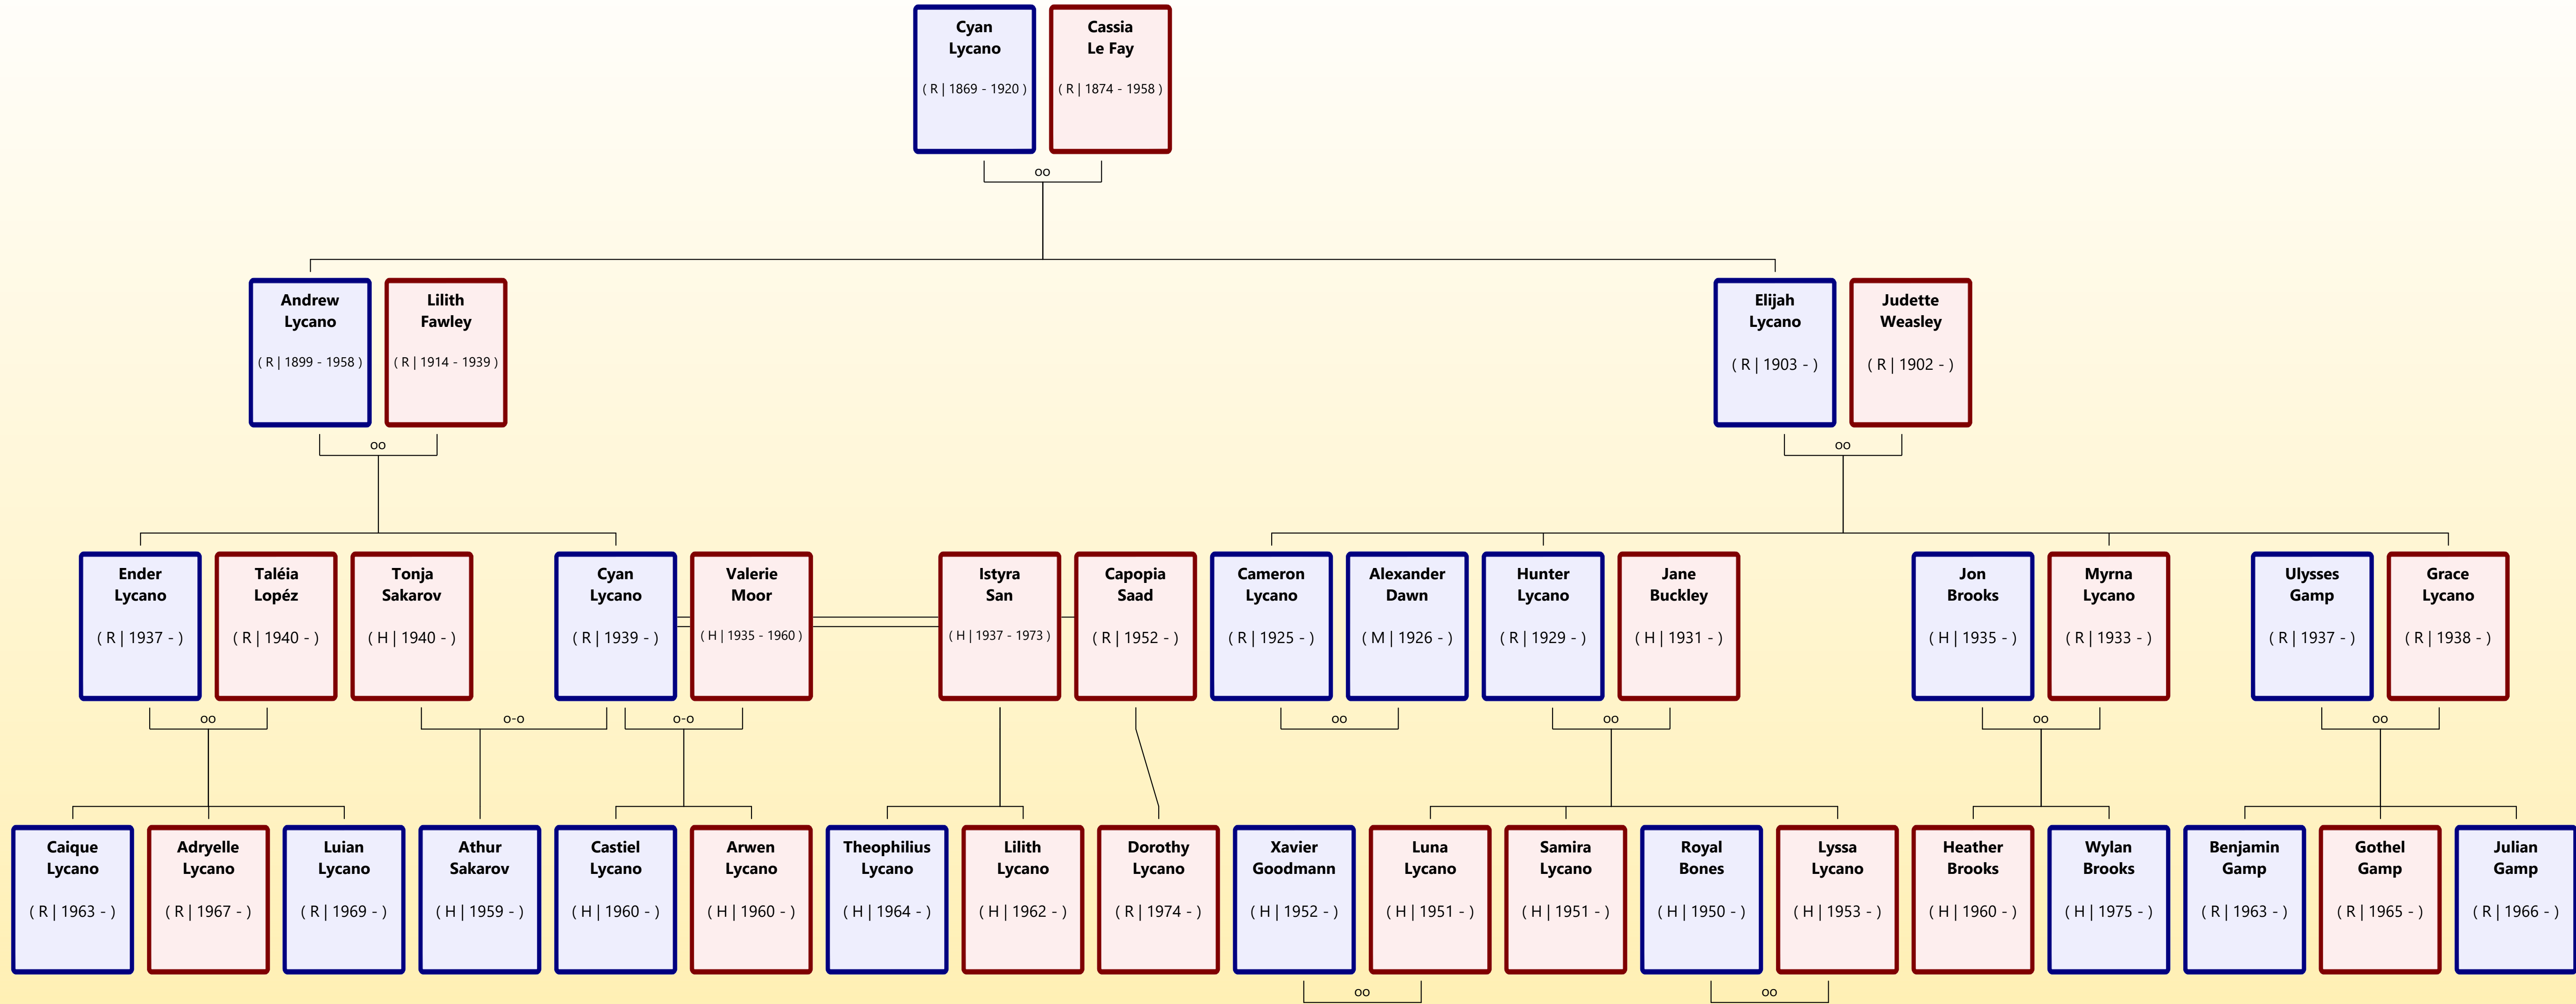 Cyan
Lycano
( R | 1869 - 1920 )
Cassia
Le Fay
( R | 1874 - 1958 )
oo
Andrew
Lycano
( R | 1899 - 1958 )
Lilith
Fawley
( R | 1914 - 1939 )
Elijah
Lycano
( R | 1903 - )
Judette
Weasley
( R | 1902 - )
oo
oo
Ender
Lycano
( R | 1937 - )
Taléia
Lopéz
( R | 1940 - )
Tonja
Sakarov
( H | 1940 - )
Cyan
Lycano
( R | 1939 - )
Valerie
Moor
( H | 1935 - 1960 )
Istyra
San
( H | 1937 - 1973 )
Capopia
Saad
( R | 1952 - )
Cameron
Lycano
( R | 1925 - )
Alexander
Dawn
( M | 1926 - )
Hunter
Lycano
( R | 1929 - )
Jane
Buckley
( H | 1931 - )
Jon
Brooks
( H | 1935 - )
Myrna
Lycano
( R | 1933 - )
Ulysses
Gamp
( R | 1937 - )
Grace
Lycano
( R | 1938 - )
oo
o-o
o-o
oo
oo
oo
oo
Caique
Lycano
( R | 1963 - )
Adryelle
Lycano
( R | 1967 - )
Luian
Lycano
( R | 1969 - )
Athur
Sakarov
( H | 1959 - )
Castiel
Lycano
( H | 1960 - )
Arwen
Lycano
( H | 1960 - )
Theophilius
Lycano
( H | 1964 - )
Lilith
Lycano
( H | 1962 - )
Dorothy
Lycano
( R | 1974 - )
Xavier
Goodmann
( H | 1952 - )
Luna
Lycano
( H | 1951 - )
Samira
Lycano
( H | 1951 - )
Royal
Bones
( H | 1950 - )
Lyssa
Lycano
( H | 1953 - )
Heather
Brooks
( H | 1960 - )
Wylan
Brooks
( H | 1975 - )
Benjamin
Gamp
( R | 1963 - )
Gothel
Gamp
( R | 1965 - )
Julian
Gamp
( R | 1966 - )
oo
oo